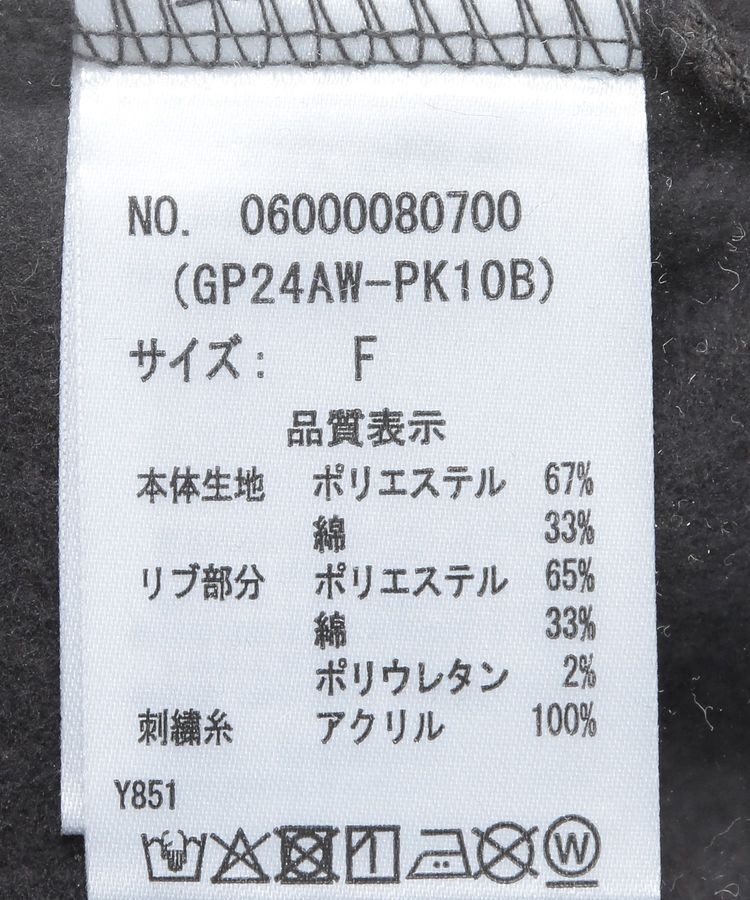 NO. 06000080700
(GP24AW-PK10B)
サイズ: F
品質表示
本体生地 ポリエステル 67%
綿 33%
リブ部分 ポリエステル 65%
綿 33%
ポリウレタン 2%
刺繍糸 アクリル 100%
Y851
W